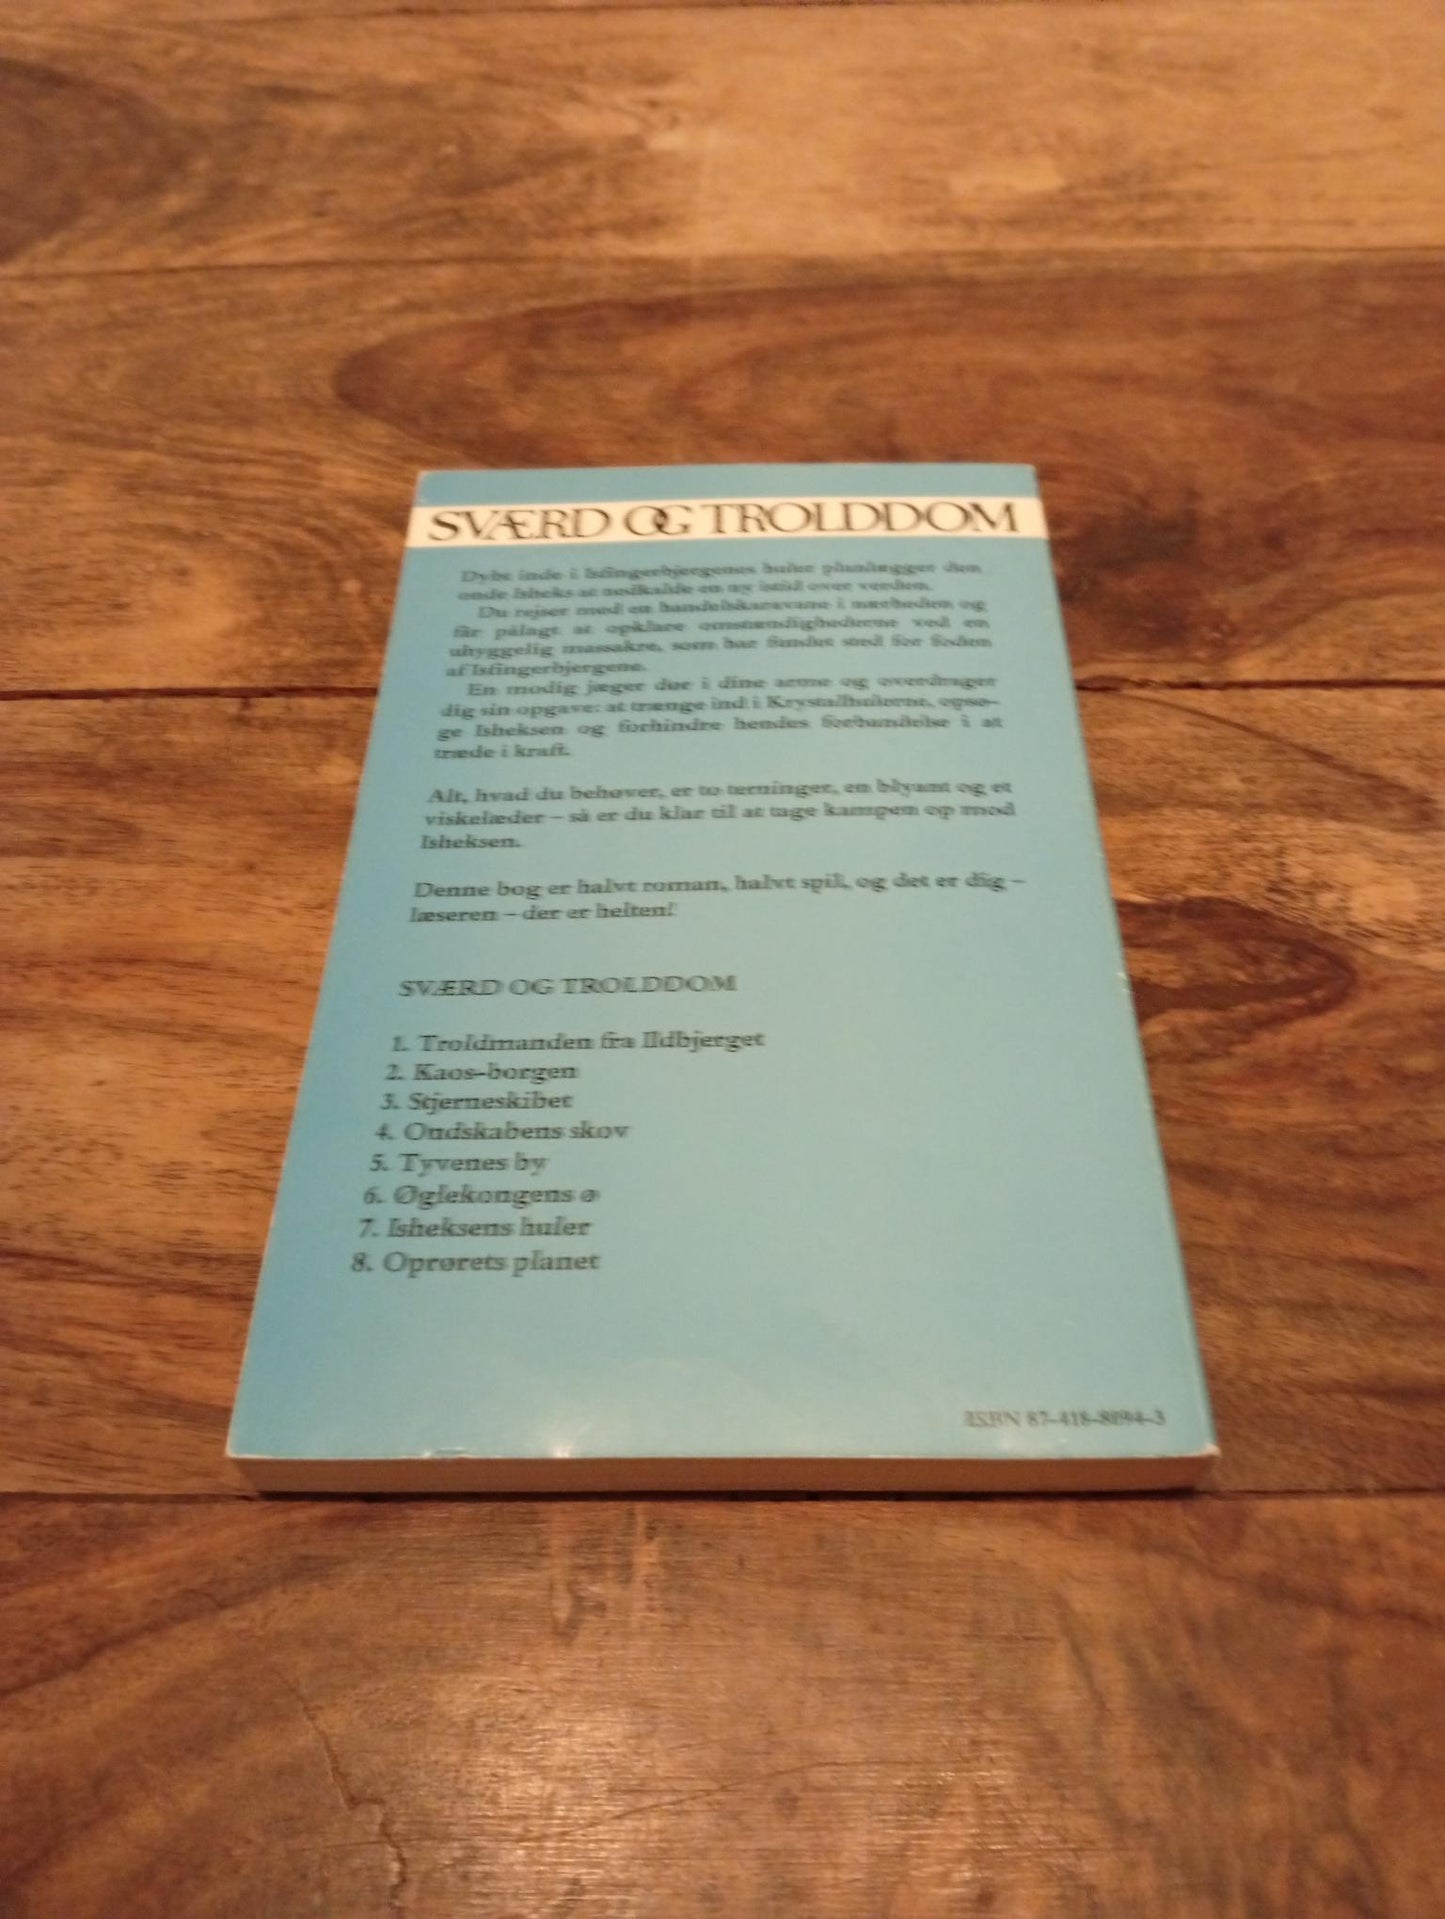 SVÆRD OG TROLDDOM
Dybt inde i Isfingerbjergenes huler planlægger den
onde Isheks at nedkalde en ny istid over verden.
Du rejser med en handelskaravane i nærheden og
får pålagt at opklare omstændighederne ved en
uhyggelig massakre, som har fundet sted for foden
af Isfingerbjergene.
En modig jæger dør i dine arme og overdrager
dig sin opgave: at trænge ind i Krystalhulerne, opsø-
ge Isheksen og forhindre hendes forbandelse i at
træde i kraft.
Alt, hvad du behøver, er to terninger, en blyant og et
viskelæder – så er du klar til at tage kampen op mod
Isheksen.
Denne bog er halvt roman, halvt spil, og det er dig –
læseren – der er helten!
SVÆRD OG TROLDDOM
1. Troldmanden fra Ildbjerget
2. Kaos-borgen
3. Stjerneskibet
4. Ondskabens skov
5. Tyvenes by
6. Øglekongens ø
7. Isheksens huler
8. Oprørets planet
ISBN 87-418-8194-3